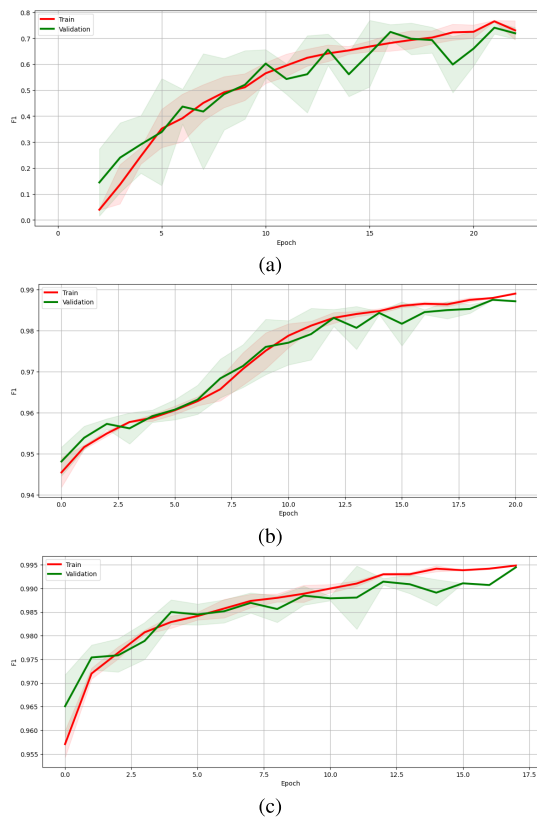 0.8
0.7
0.6
0.5
0.4
0.3
0.2
0.1
0.0
F1
Train
Validation
0 5 10 15 20
Epoch
(a)
0.99
0.98
0.97
0.96
0.95
0.94
F1
Train
Validation
0.0 2.5 5.0 7.5 10.0 12.5 15.0 17.5 20.0
Epoch
(b)
0.995
0.990
0.985
0.980
0.975
0.970
0.965
0.960
0.955
F1
Train
Validation
0.0 2.5 5.0 7.5 10.0 12.5 15.0 17.5
Epoch
(c)